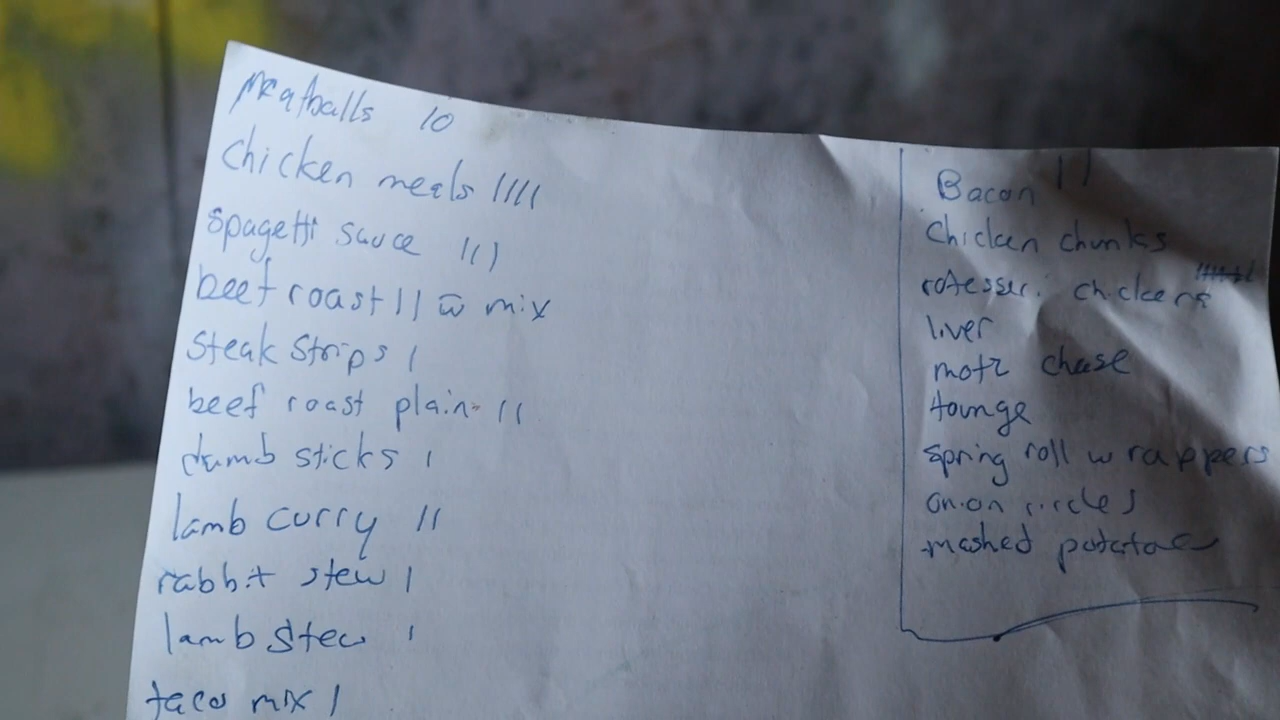 Meatballs 10
Chicken meals ||||
Spagetti sauce |||
beef roast || w mix
Steak Strips |
beef roast plain ||
dumb sticks |
lamb curry ||
rabbit stew |
lamb stew |
taco mix |
Bacon ||
Chicken chunks
rotesseri chickens
liver
motz chease
tounge
spring roll wrappers
onion circles
mashed potatoes